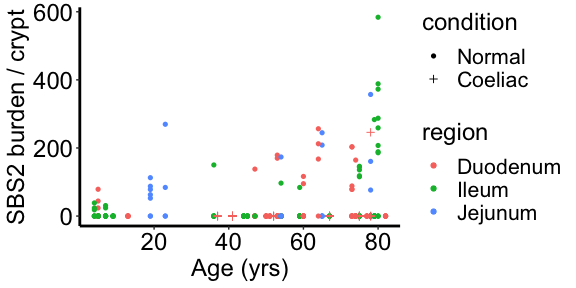 SBS2 burden / crypt
600
400
200
0
20
40
60
80
Age (yrs)
condition
Normal
Coeliac
region
Duodenum
Ileum
Jejunum